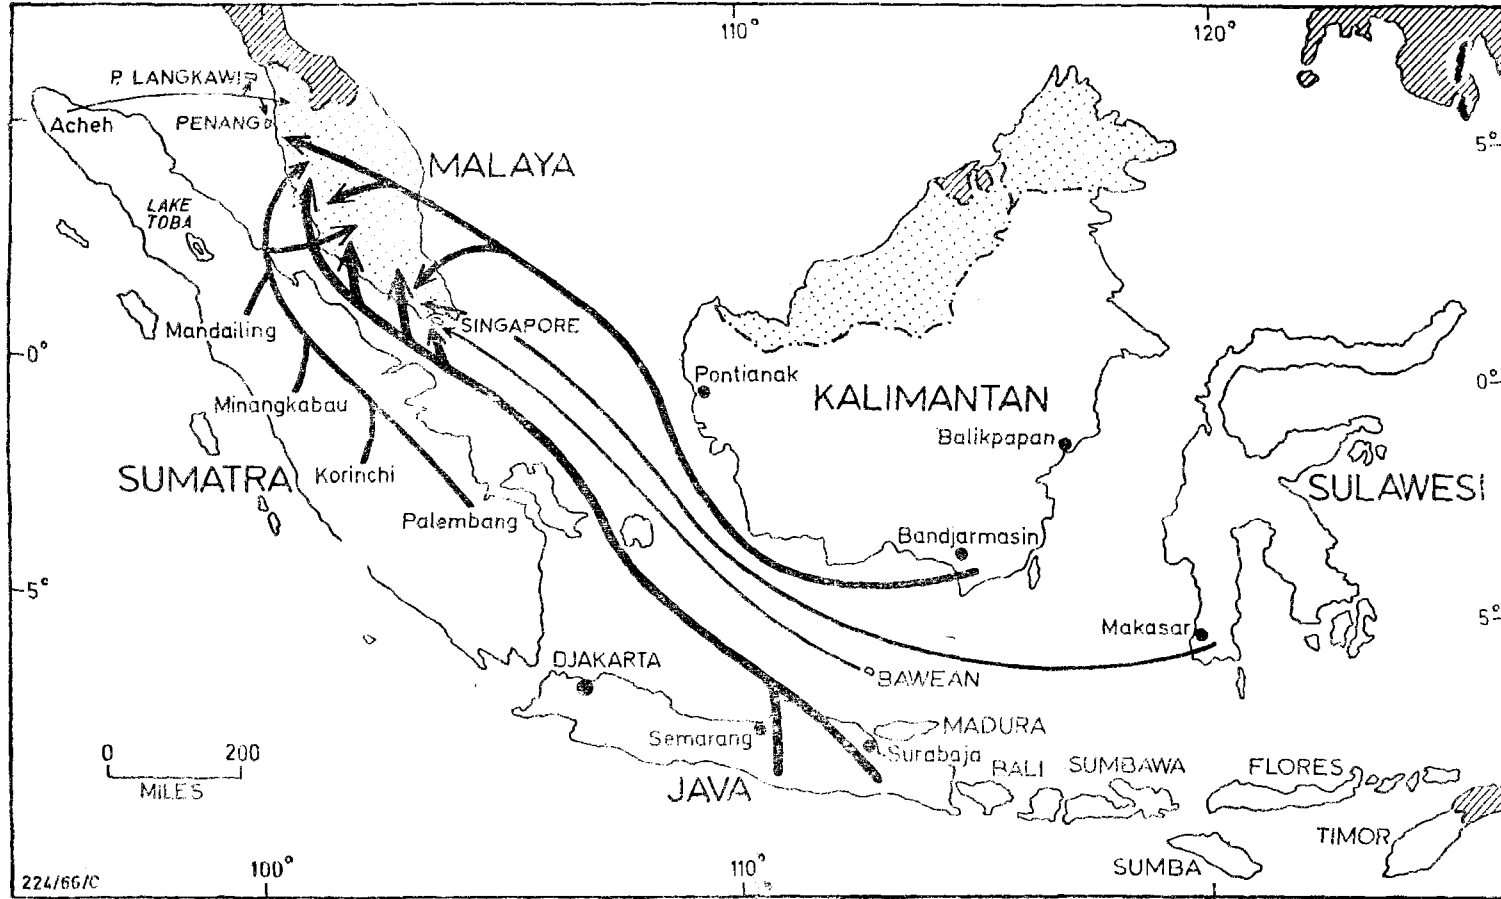 110°
120°
P. LANGKAWI
Acheh
PENANG
MALAYA
5°
LAKE
TOBA
Mandailing
SINGAPORE
0°
Pontianak
KALIMANTAN
0°
Minangkabau
Balikpapan
SUMATRA
Korinchi
SULAWESI
Palembang
Bandjarmasin
5°
Makasar
5°
DJAKARTA
BAWEAN
MADURA
Semarang
Surabaja
0 200
MILES
JAVA
BALI
SUMBAWA
FLORES
TIMOR
SUMBA
100°
110°
224/66/C